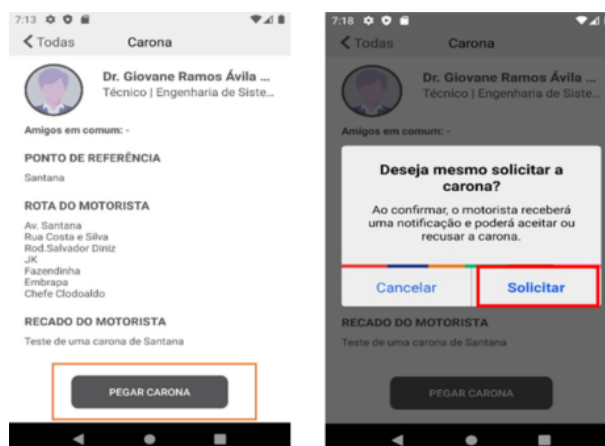 7:13
Todas Carona
Dr. Giovane Ramos Ávila ...
Técnico | Engenharia de Siste...
Amigos em comum: -
PONTO DE REFERÊNCIA
Santana
ROTA DO MOTORISTA
Av. Santana
Rua Costa e Silva
Rod.Salvador Diniz
JK
Fazendinha
Embrapa
Chefe Clodoaldo
RECADO DO MOTORISTA
Teste de uma carona de Santana
PEGAR CARONA
7:18
Todas Carona
Dr. Giovane Ramos Ávila ...
Técnico | Engenharia de Siste...
Amigos em comum: -
Deseja mesmo solicitar a
carona?
Ao confirmar, o motorista receberá
uma notificação e poderá aceitar ou
recusar a carona.
Cancelar Solicitar
RECADO DO MOTORISTA
Teste de uma carona de Santana
PEGAR CARONA